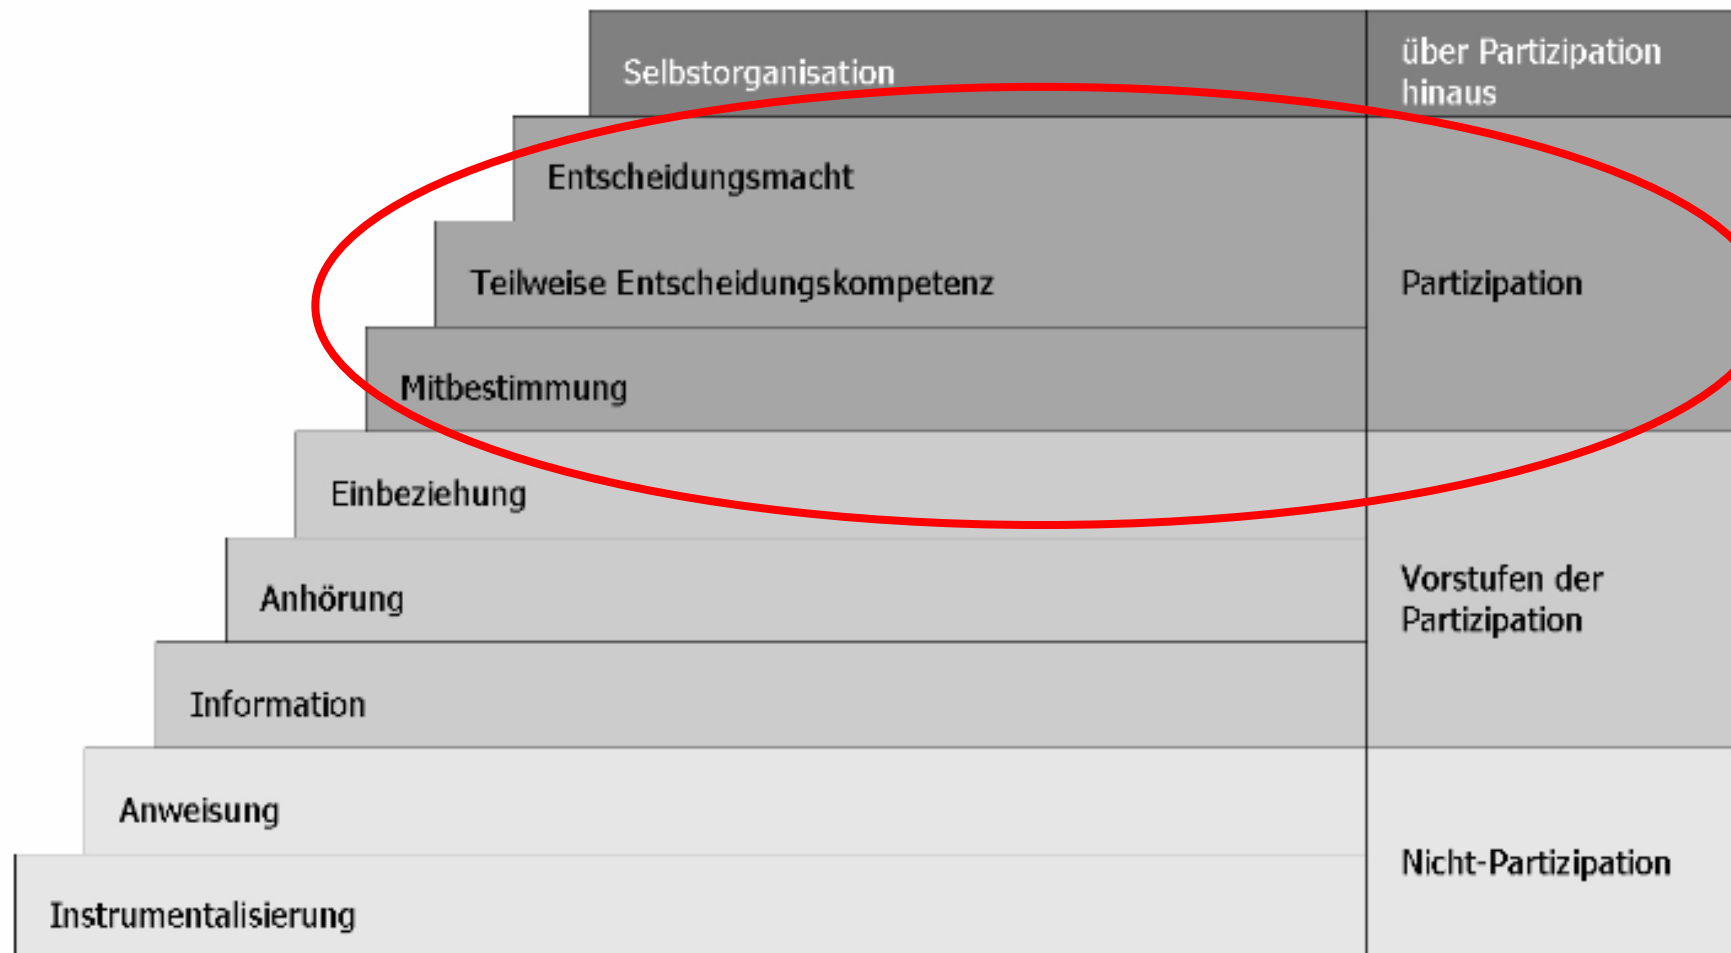 Selbstorganisation
über Partizipation
hinaus
Entscheidungsmacht
Teilweise Entscheidungskompetenz
Partizipation
Mitbestimmung
Einbeziehung
Anhörung
Vorstufen der
Partizipation
Information
Anweisung
Nicht-Partizipation
Instrumentalisierung